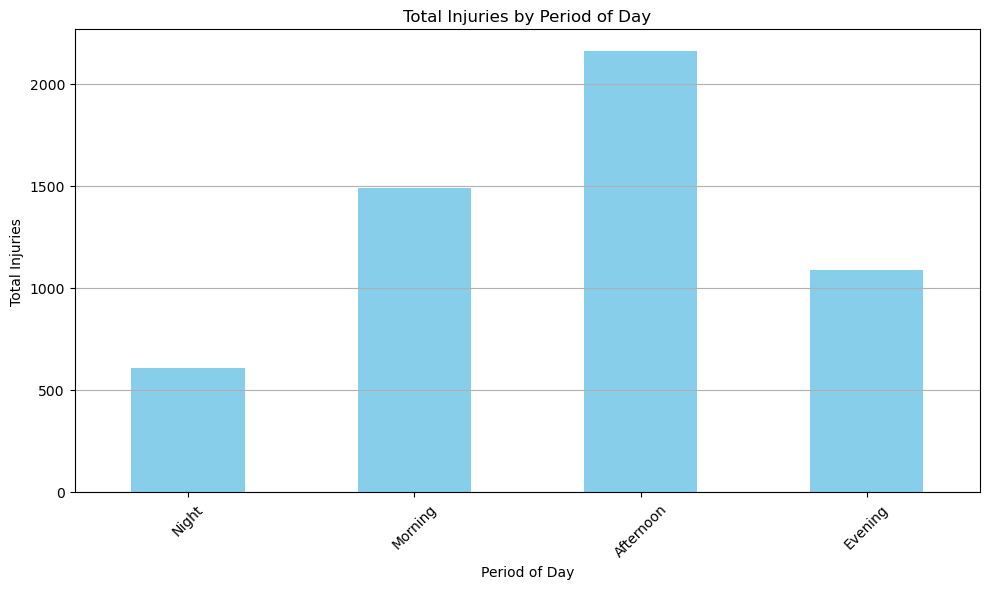 Total Injuries by Period of Day
Total Injuries
2000
1500
1000
500
0
Night
Morning
Afternoon
Evening
Period of Day